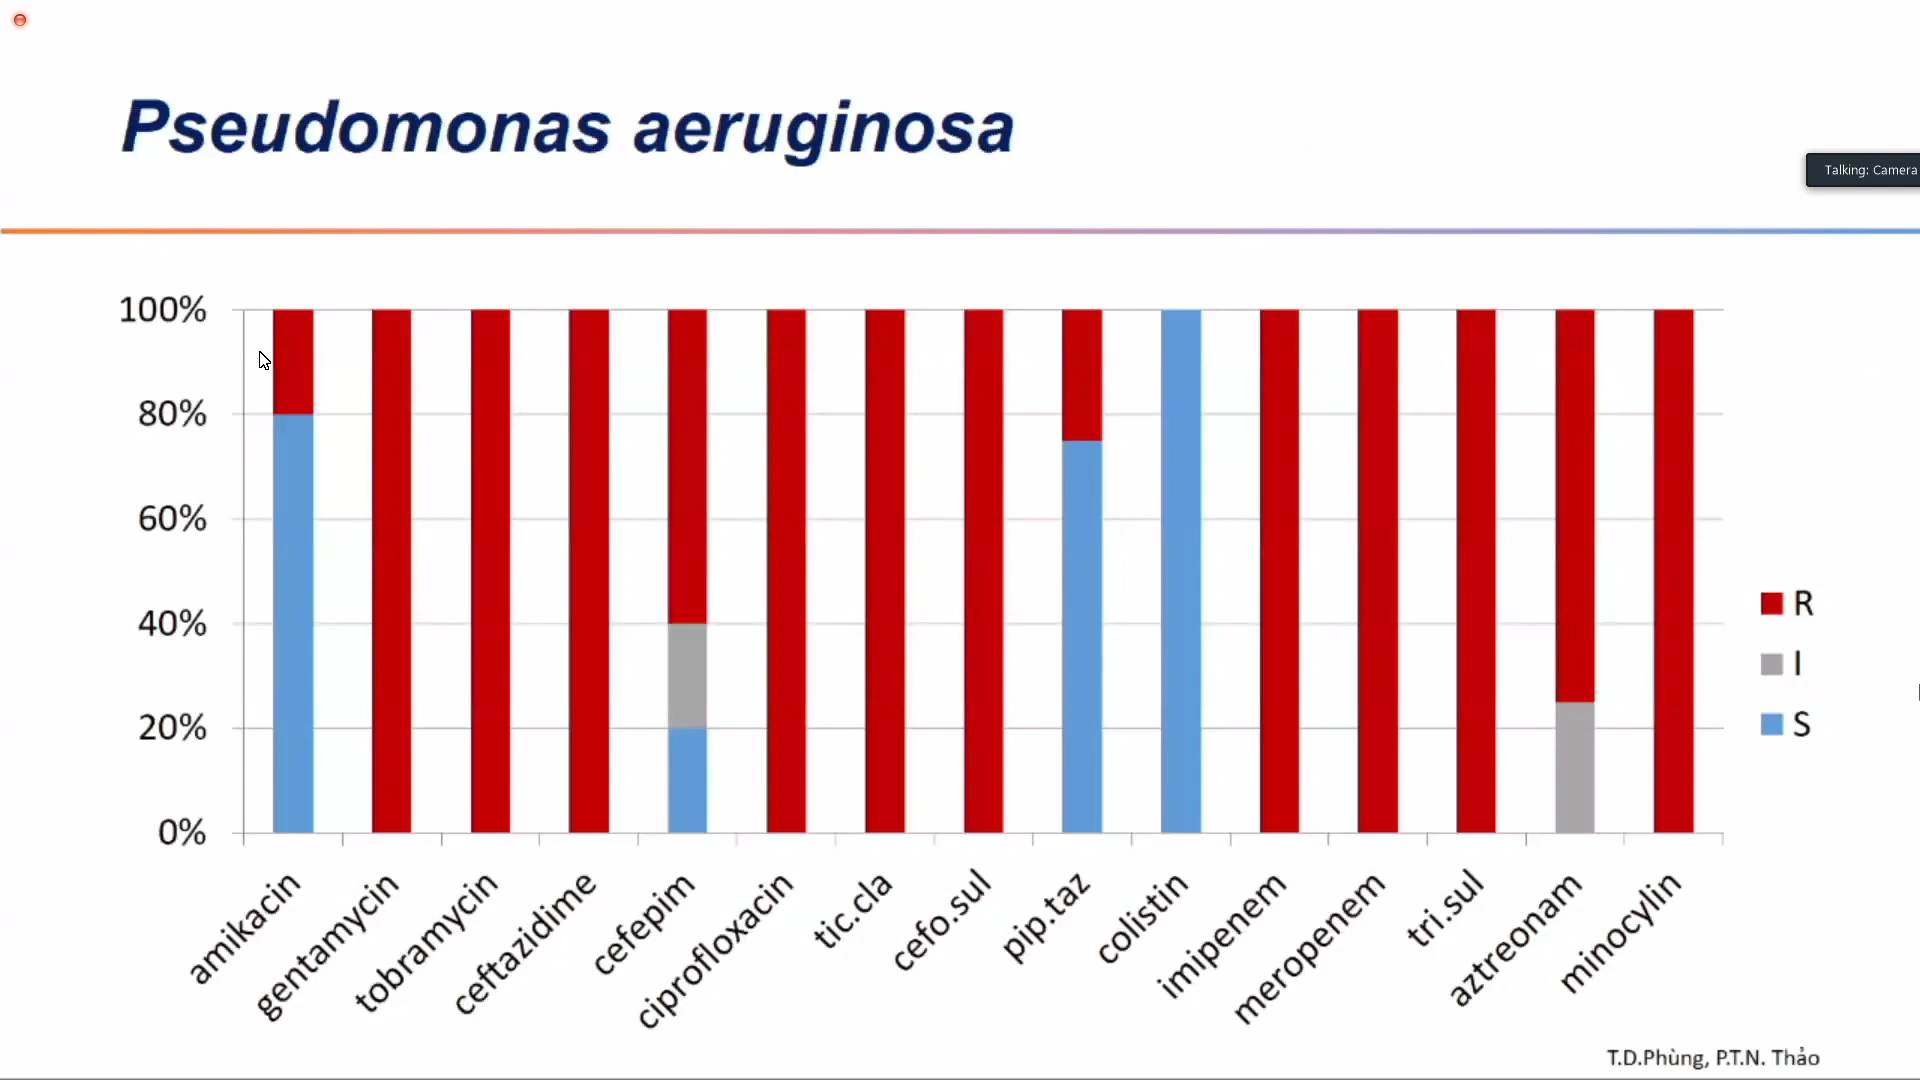 Pseudomonas aeruginosa
Talking: Camera
100%
80%
60%
40%
20%
0%
R
I
S
amikacin
gentamycin
tobramycin
ceftazidime
cefepim
ciprofloxacin
tic.cla
cefo.sul
pip.taz
colistin
imipenem
meropenem
tri.sul
aztreonam
minocylin
T.D.Phùng, P.T.N. Thảo